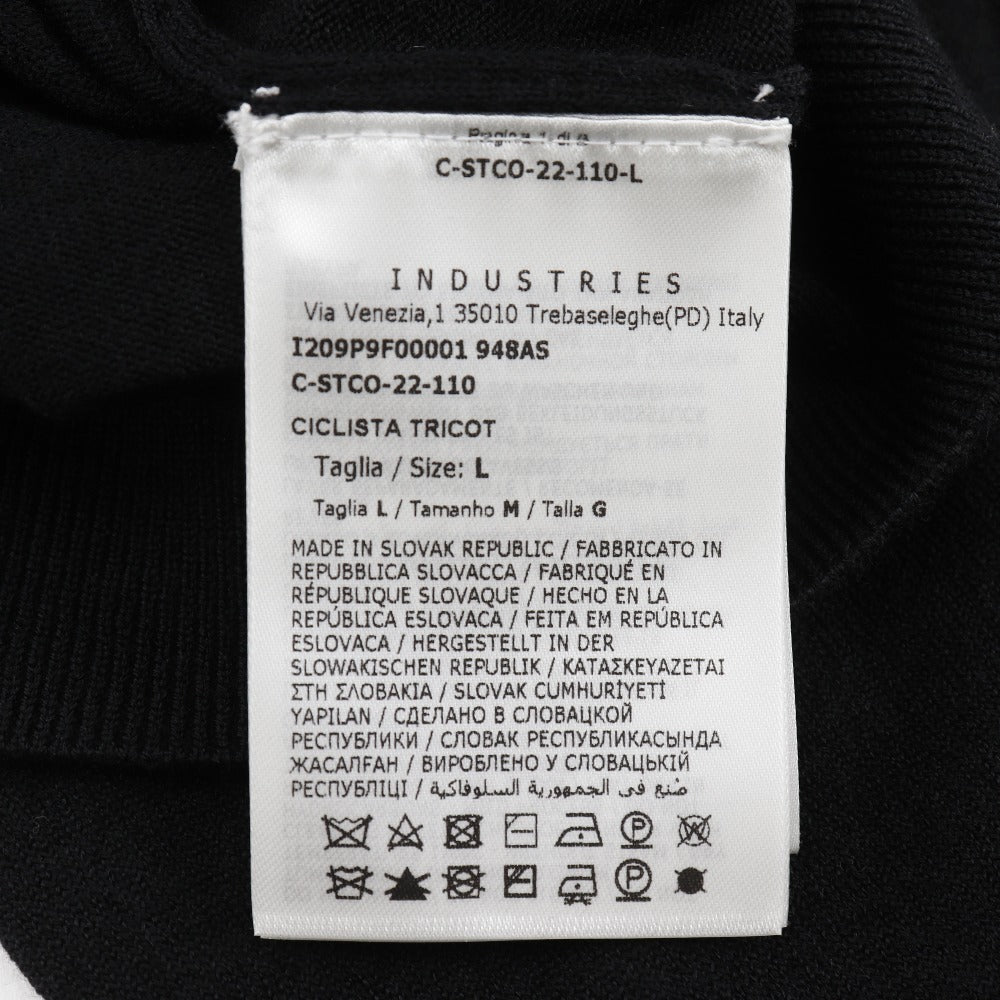 C-STCO-22-110-L
INDUSTRIES
Via Venezia,1 35010 Trebaseleghe(PD) Italy
I209P9F00001 948AS
C-STCO-22-110
CICLISTA TRICOT
Taglia / Size: L
Taglia L / Tamanho M / Talla G
MADE IN SLOVAK REPUBLIC / FABBRICATO IN
REPUBBLICA SLOVACCA / FABRIQUÉ EN
RÉPUBLIQUE SLOVAQUE / HECHO EN LA
REPÚBLICA ESLOVACA / FEITA EM REPÚBLICA
ESLOVACA / HERGESTELLT IN DER
SLOWAKISCHEN REPUBLIK / ΚΑΤΑΣΚΕΥΑΖΕΤΑΙ
ΣΤΗ ΣΛΟΒΑΚΙΑ / SLOVAK CUMHURİYETİ
YAPILAN / СДЕЛАНО В СЛОВАЦКОЙ
РЕСПУБЛИКИ / СЛОВАК РЕСПУБЛИКАСЫНДА
ЖАСАЛҒАН / ВИРОБЛЕНО У СЛОВАЦЬКІЙ
РЕСПУБЛІЦІ / صُنع في الجمهورية السلوفاكية